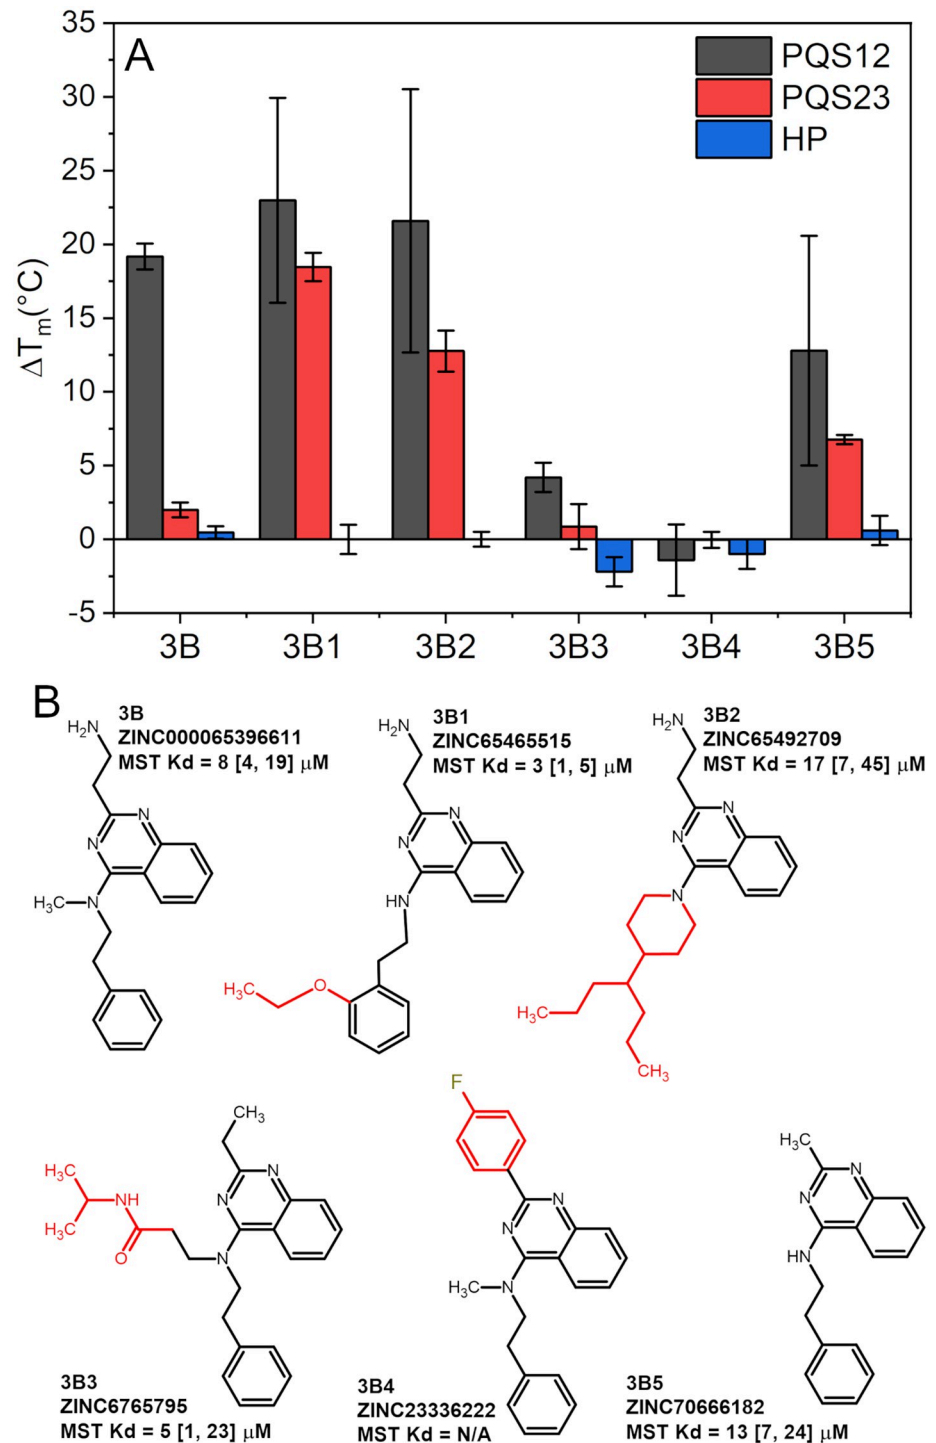 A
PQS12
PQS23
HP
35
30
25
20
15
10
5
0
-5
ΔTm(°C)
3B 3B1 3B2 3B3 3B4 3B5
B
3B
ZINC000065396611
MST Kd = 8 [4, 19] μM
H₂N
N
N
H₃C
N
3B1
ZINC65465515
MST Kd = 3 [1, 5] μM
H₂N
N
N
HN
H₃C
O
3B2
ZINC65492709
MST Kd = 17 [7, 45] μM
H₂N
N
N
N
H₃C
CH₃
CH₃
H₃C
NH
H₃C
O
N
N
N
3B3
ZINC6765795
MST Kd = 5 [1, 23] μM
F
N
N
H₃C
N
3B4
ZINC23336222
MST Kd = N/A
H₃C
N
N
HN
3B5
ZINC70666182
MST Kd = 13 [7, 24] μM